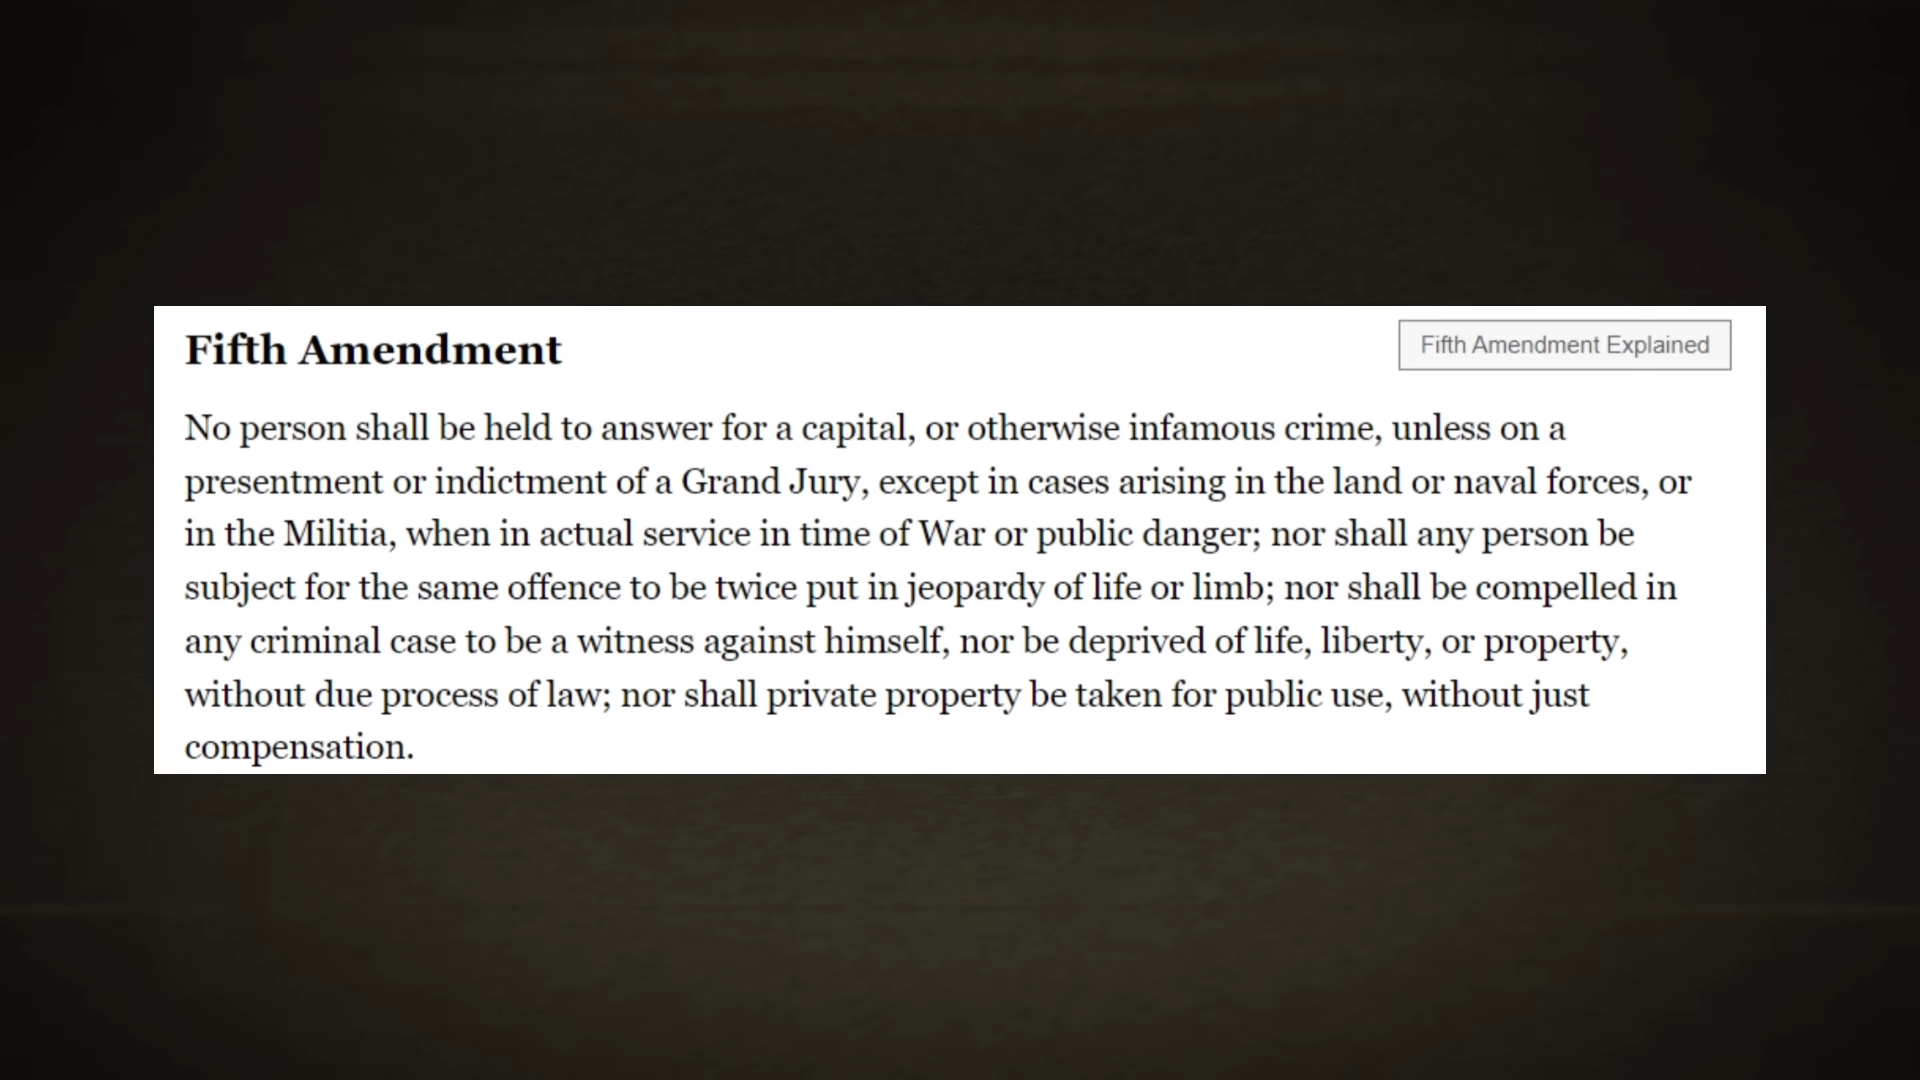 Fifth Amendment
Fifth Amendment Explained
No person shall be held to answer for a capital, or otherwise infamous crime, unless on a
presentment or indictment of a Grand Jury, except in cases arising in the land or naval forces, or
in the Militia, when in actual service in time of War or public danger; nor shall any person be
subject for the same offence to be twice put in jeopardy of life or limb; nor shall be compelled in
any criminal case to be a witness against himself, nor be deprived of life, liberty, or property,
without due process of law; nor shall private property be taken for public use, without just
compensation.